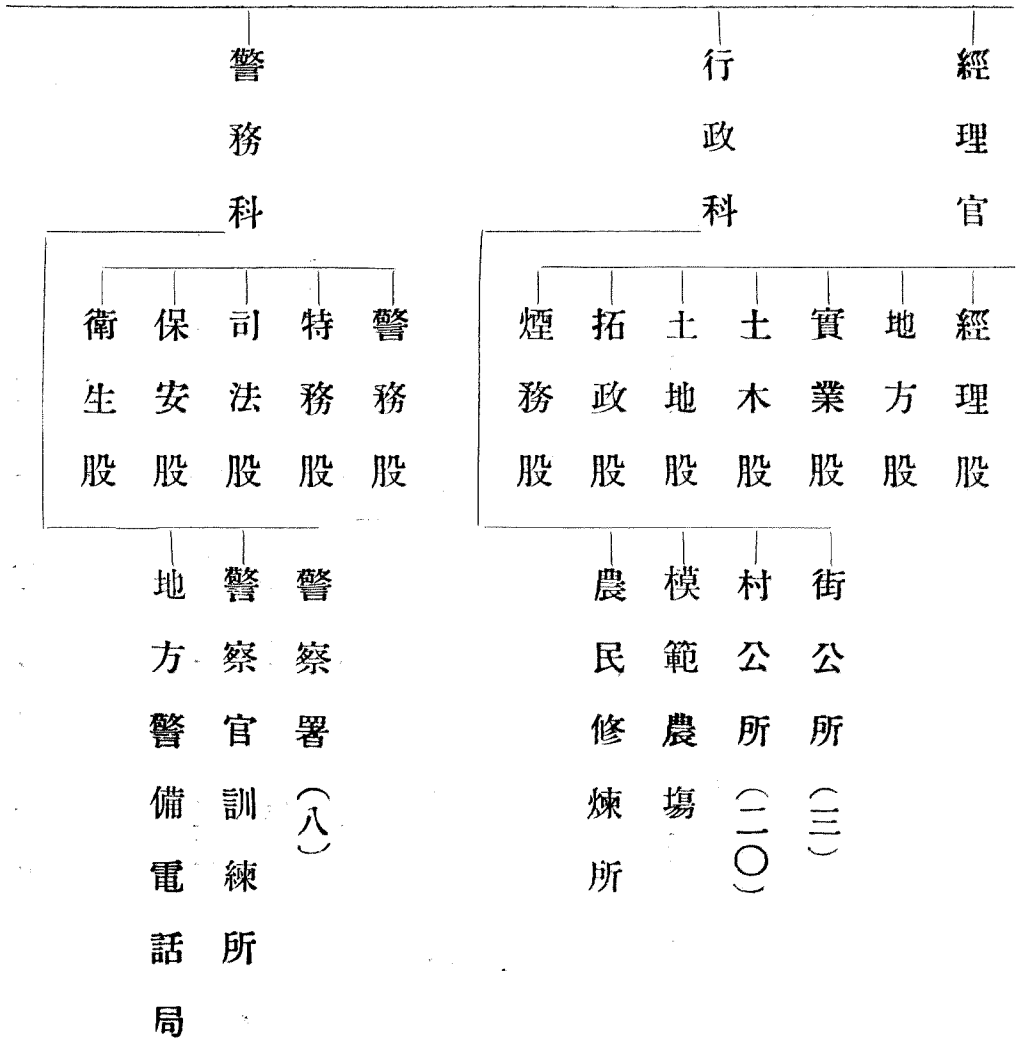 經理官
行政科
警務科
經理股
地方股
實業股
土木股
土地股
拓政股
煙務股
警務股
特務股
司法股
保安股
衛生股
街公所(三)
村公所(二〇)
模範農場
農民修煉所
警察署(八)
警察官訓練所
地方警備電話局